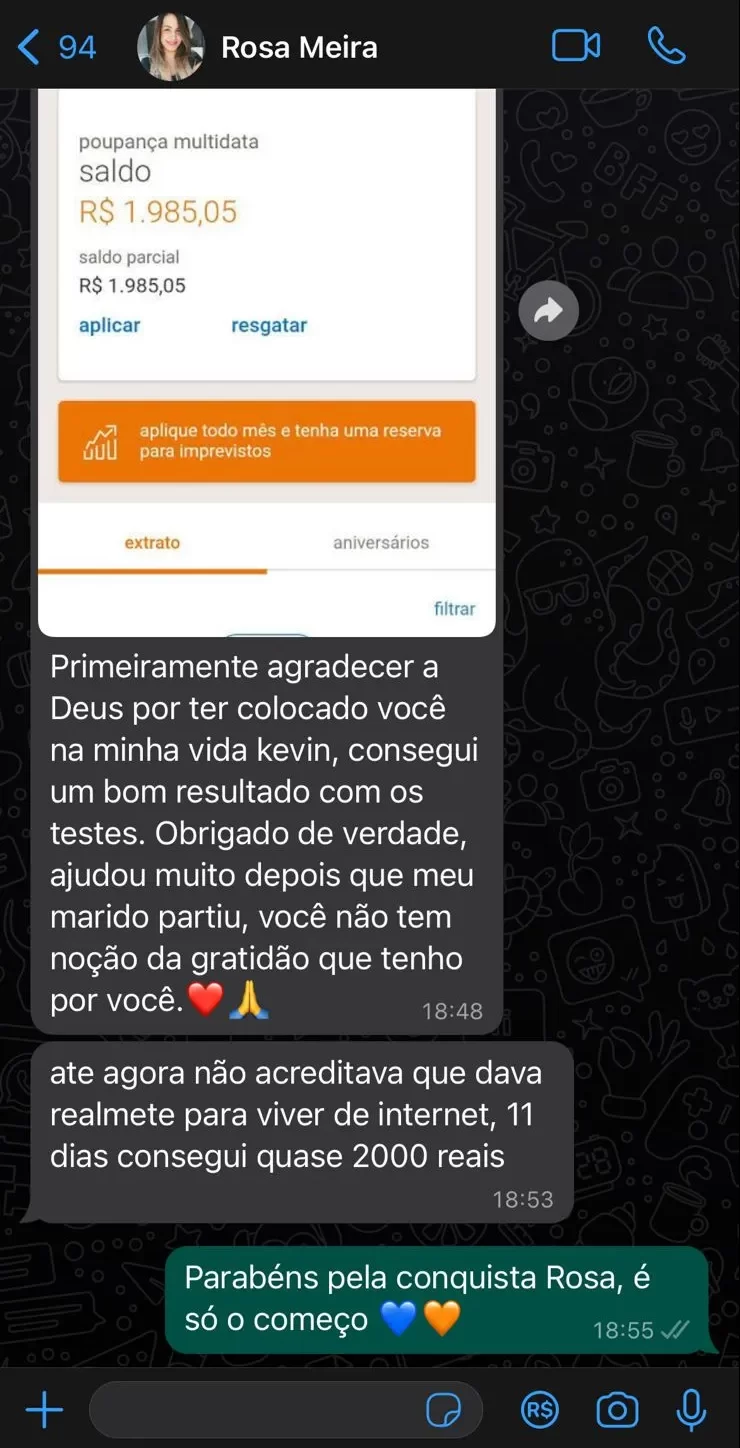 94
Rosa Meira
poupança multidata
saldo
R$ 1.985,05
saldo parcial
R$ 1.985,05
aplicar resgatar
aplique todo mês e tenha uma reserva
para imprevistos
extrato aniversários
filtrar
Primeiramente agradecer a
Deus por ter colocado você
na minha vida kevin, consegui
um bom resultado com os
testes. Obrigado de verdade,
ajudou muito depois que meu
marido partiu, você não tem
noção da gratidão que tenho
por você.❤️🙏
18:48
ate agora não acreditava que dava
realmete para viver de internet, 11
dias consegui quase 2000 reais
18:53
Parabéns pela conquista Rosa, é
só o começo 💙🧡
18:55
R$